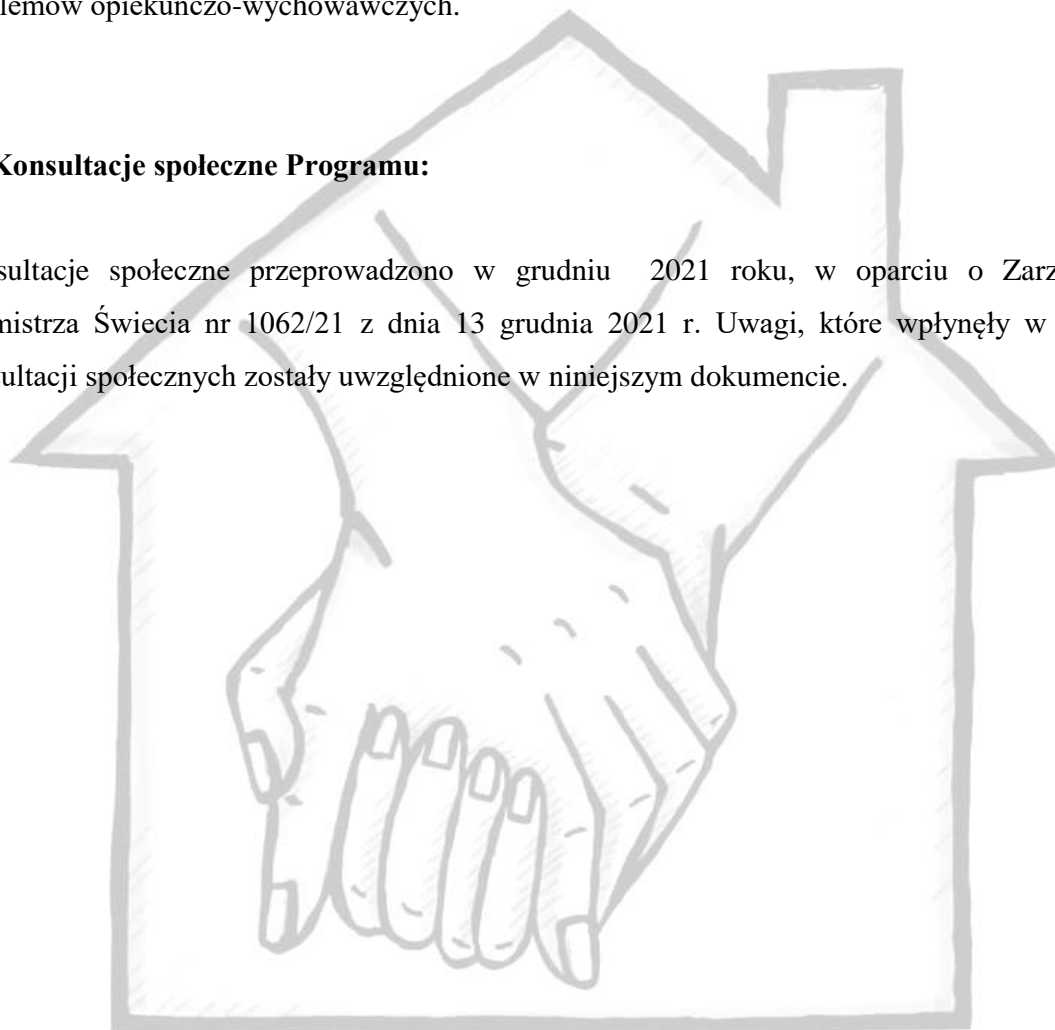 lemów opiekuńczo-wychowawczych.
Konsultacje społeczne Programu:
sultacje społeczne przeprowadzono w grudniu 2021 roku, w oparciu o Zarz
mistrza Świecia nr 1062/21 z dnia 13 grudnia 2021 r. Uwagi, które wpłynęły w
ultacji społecznych zostały uwzględnione w niniejszym dokumencie.